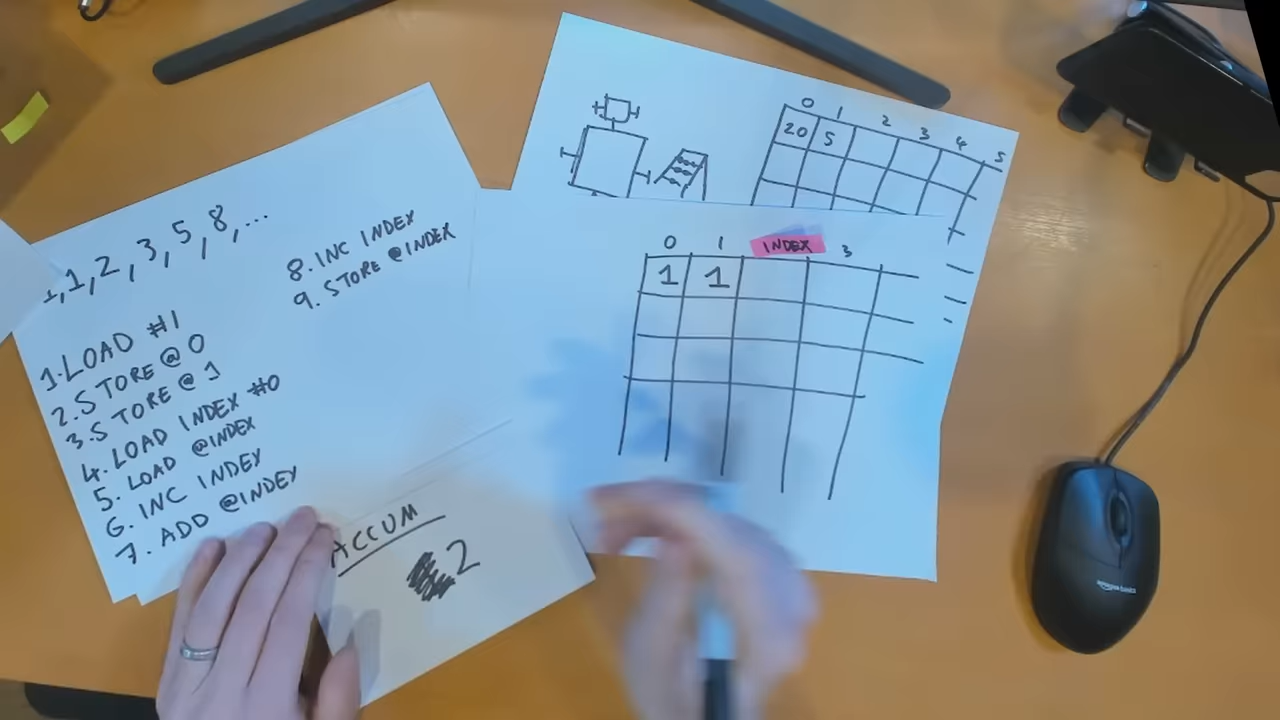 1,1,2,3,5,8,...
1. LOAD #1
2. STORE @ 0
3. STORE @ 1
4. LOAD INDEX #0
5. LOAD @INDEX
6. INC INDEX
7. ADD @INDEX
8. INC INDEX
9. STORE @INDEX
ACCUM
2
0 1 2 3 4 5
20 5
0 1 INDEX 3
1 1